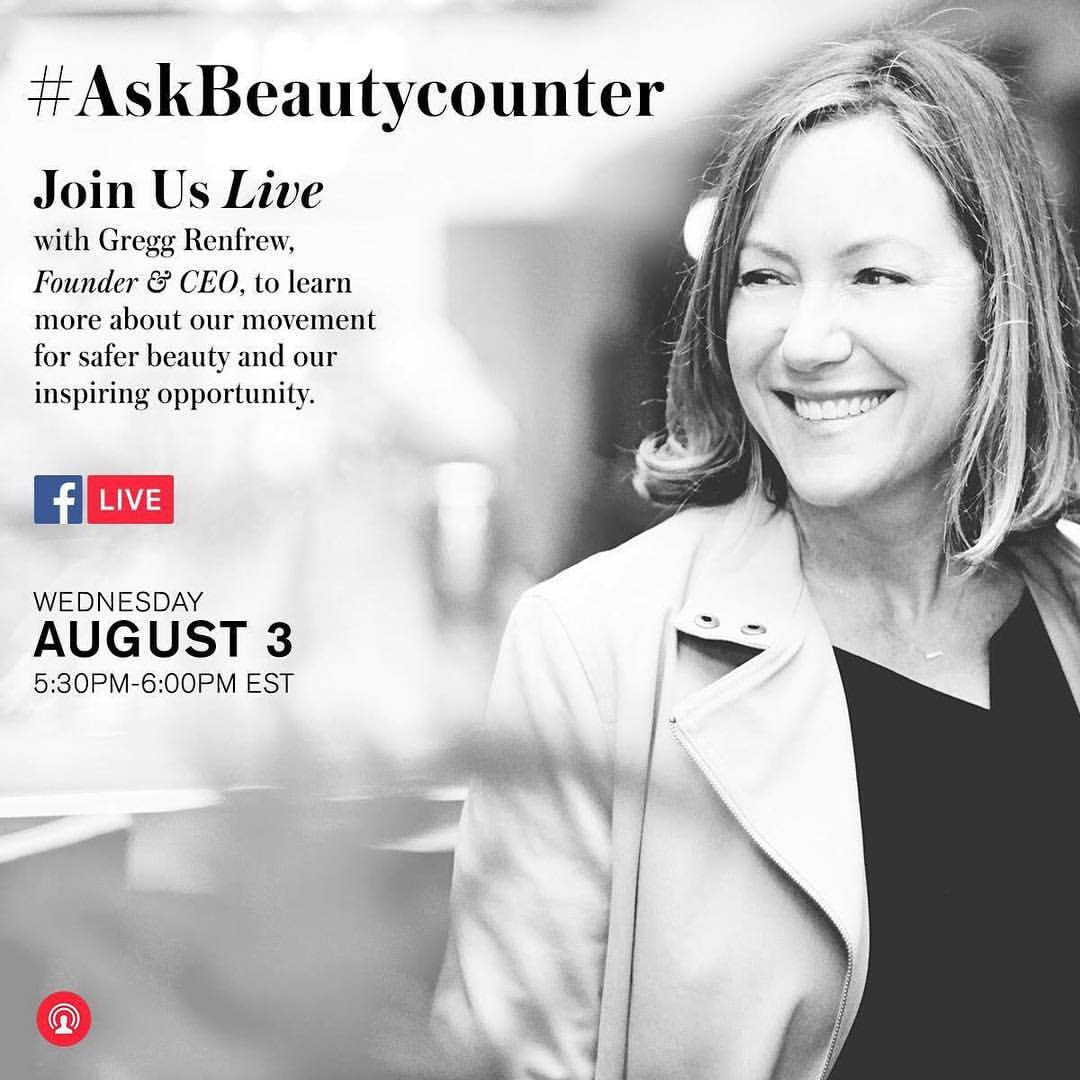 #AskBeautycounter
Join Us Live
with Gregg Renfrew,
Founder & CEO, to learn
more about our movement
for safer beauty and our
inspiring opportunity.
f LIVE
WEDNESDAY
AUGUST 3
5:30PM-6:00PM EST